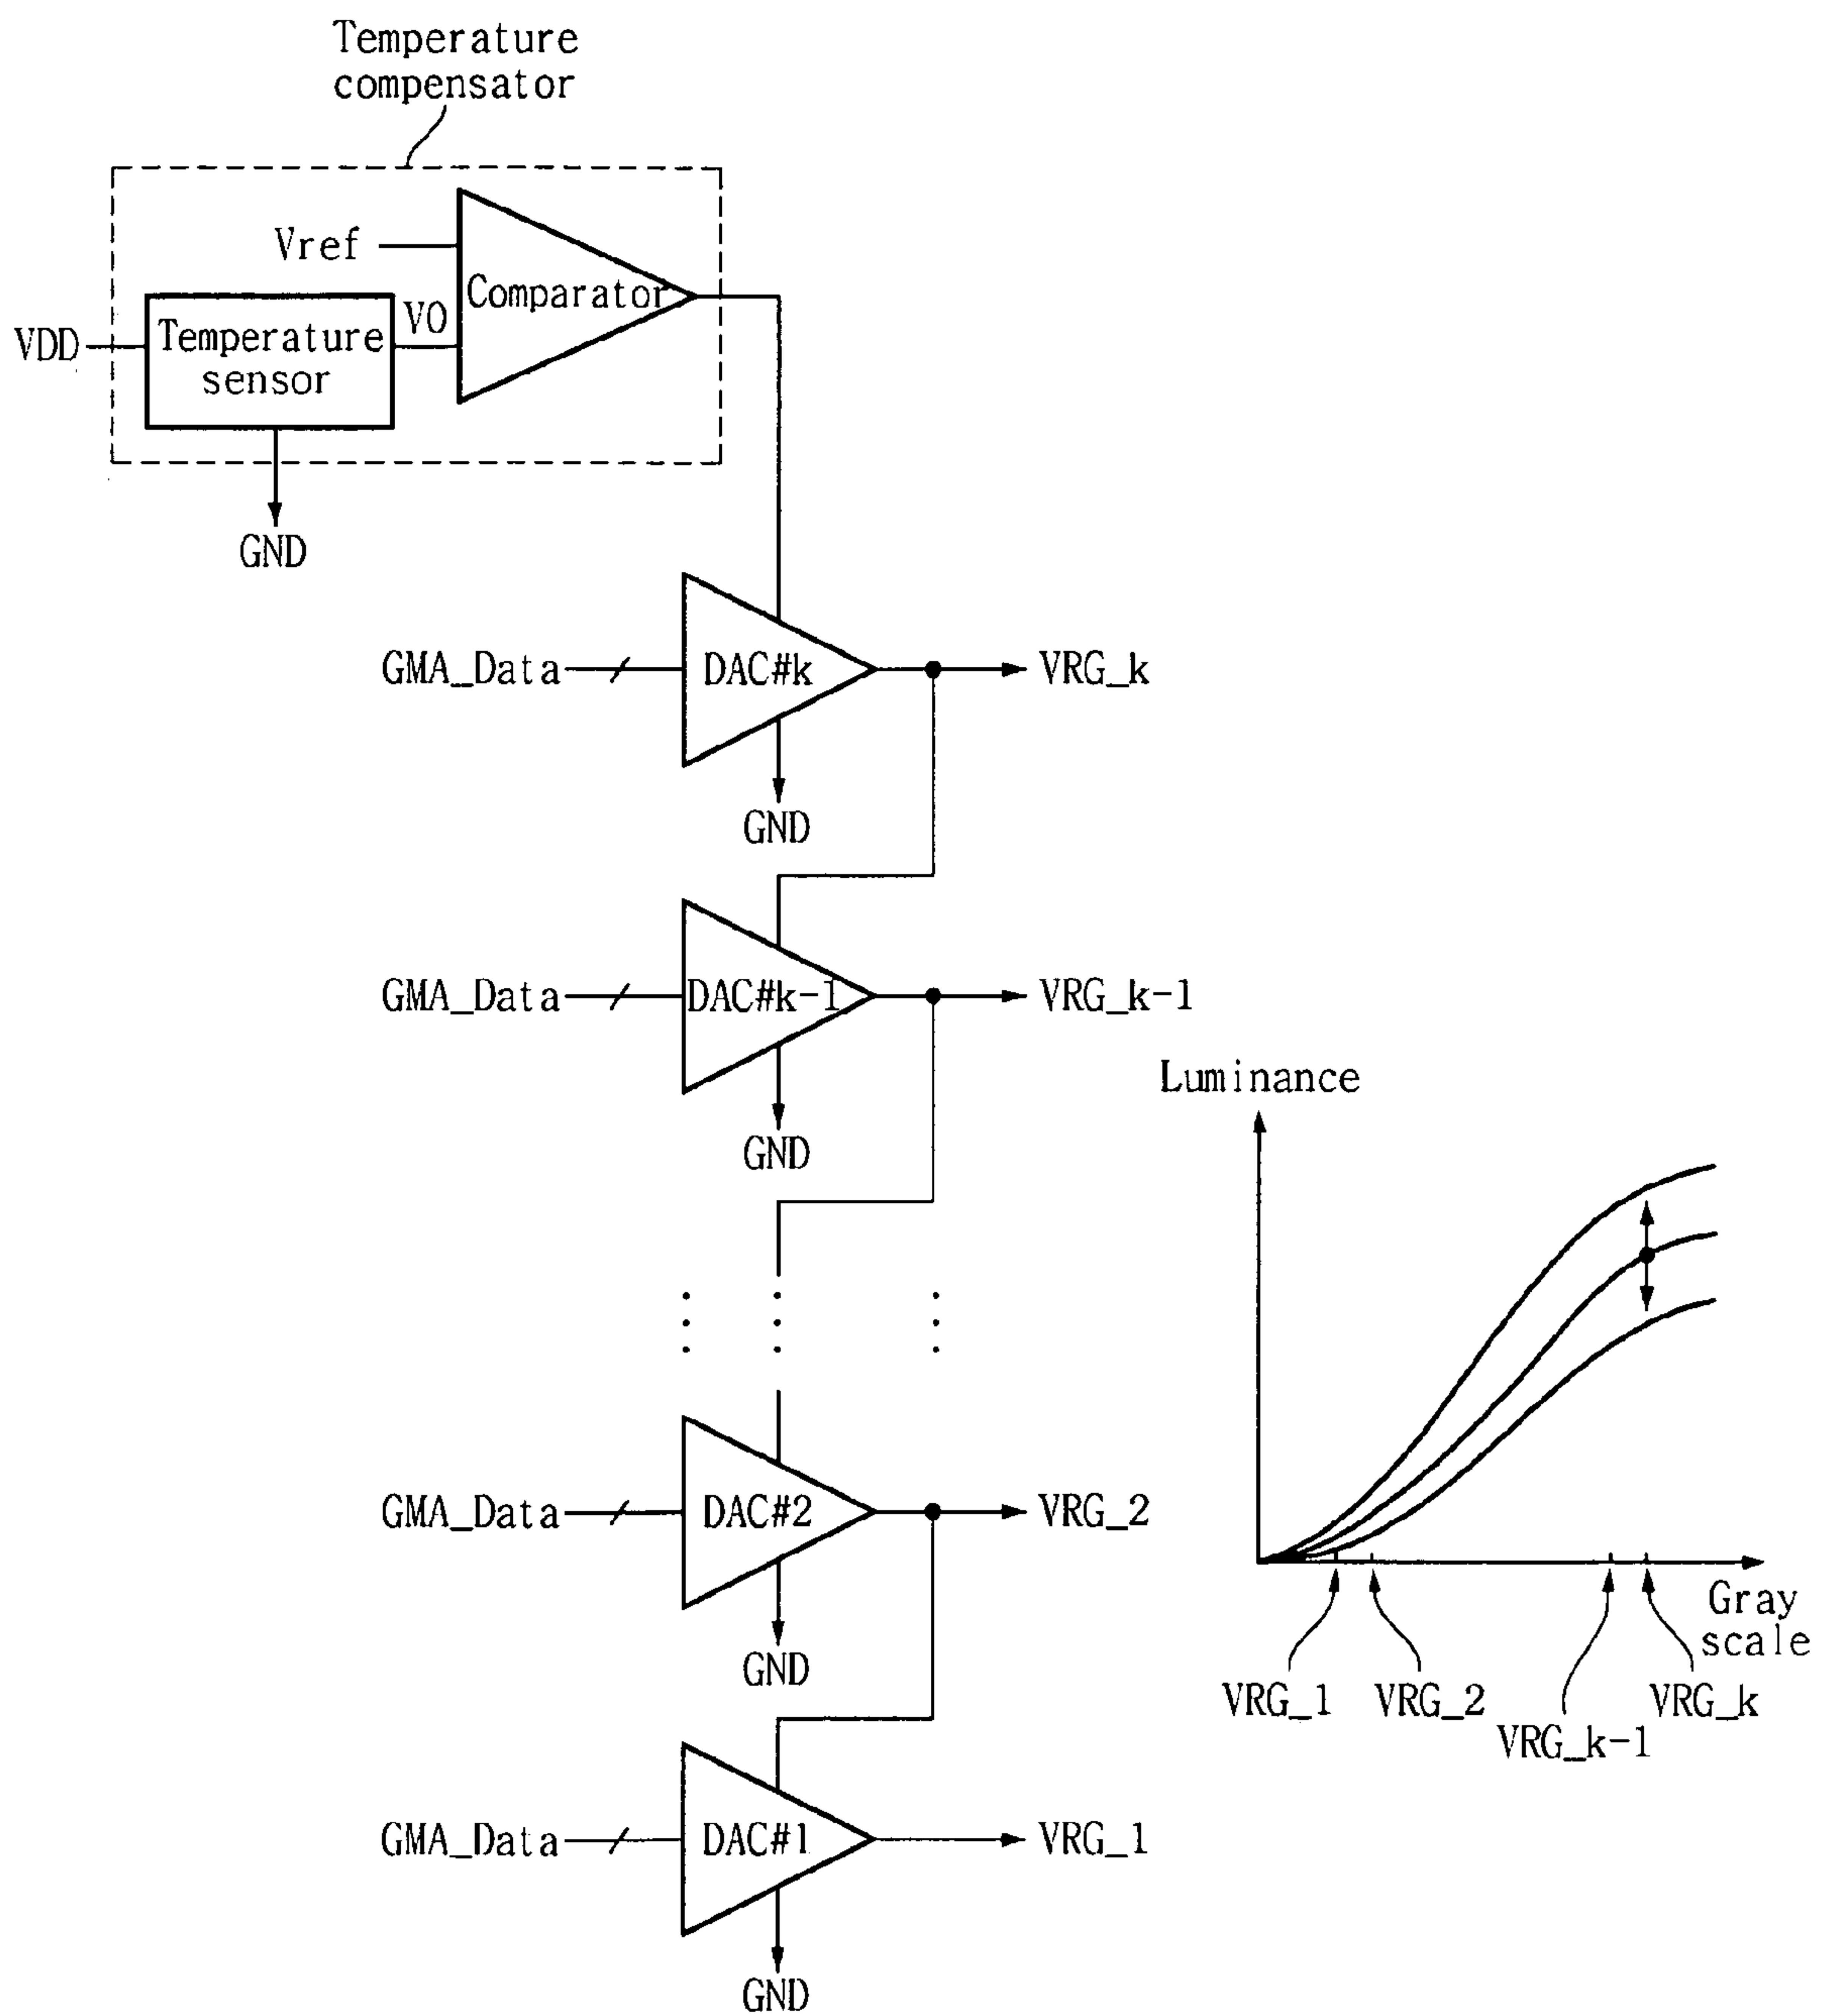 Temperature
compensator
Vref
Comparator
VO
VDD
Temperature
sensor
GND
GMA_Data
DAC#k
VRG_k
GND
GMA_Data
DAC#k-1
VRG_k-1
GND
Luminance
GMA_Data
DAC#2
VRG_2
GND
Gray
scale
VRG_1
VRG_2
VRG_k-1
VRG_k
GMA_Data
DAC#1
VRG_1
GND